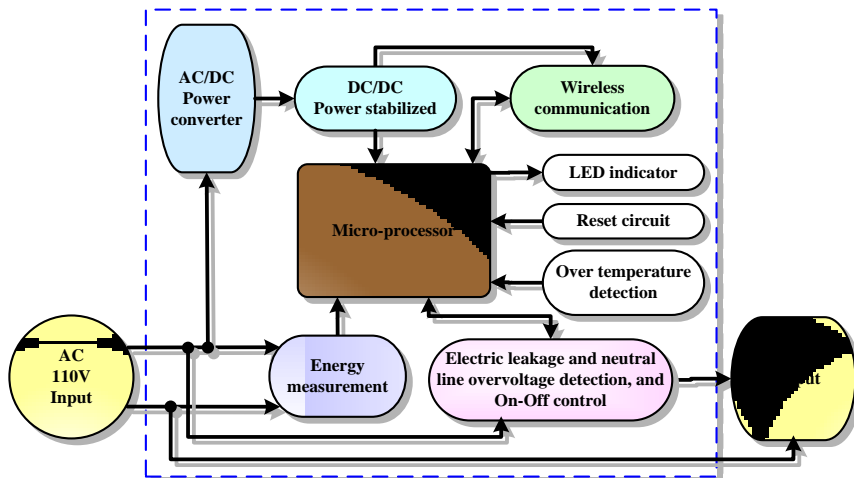 AC/DC
Power
converter
DC/DC
Power stabilized
Wireless
communication
LED indicator
Micro-processor
Reset circuit
Over temperature
detection
AC
110V
Input
Energy
measurement
Electric leakage and neutral
line overvoltage detection, and
On-Off control